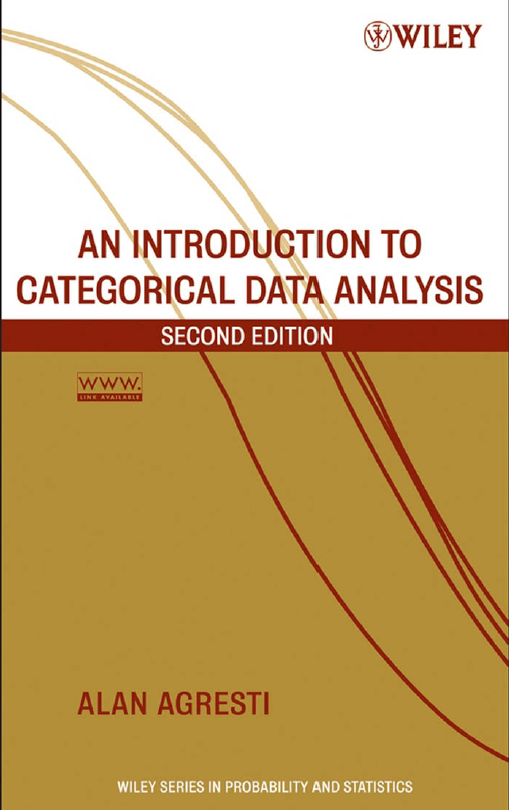 WILEY
AN INTRODUCTION TO
CATEGORICAL DATA ANALYSIS
SECOND EDITION
WWW.
LINK AVAILABLE
ALAN AGRESTI
WILEY SERIES IN PROBABILITY AND STATISTICS